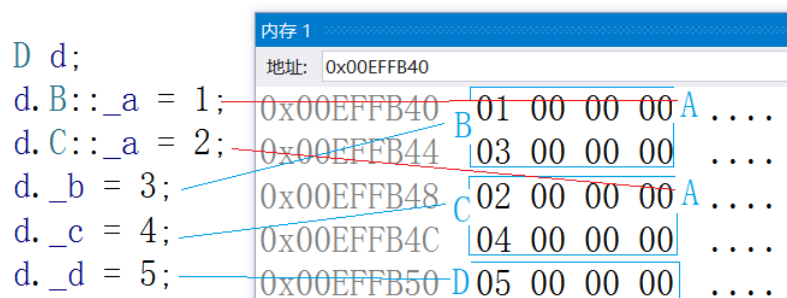 内存 1
地址: 0x00EFFB40
D d;
d.B::_a = 1;
d.C::_a = 2;
d._b = 3;
d._c = 4;
d._d = 5;
0x00EFFB40 01 00 00 00 A ....
B
0x00EFFB44 03 00 00 00 ....
0x00EFFB48 02 00 00 00 A ....
C
0x00EFFB4C 04 00 00 00 ....
0x00EFFB50 D 05 00 00 00 ....